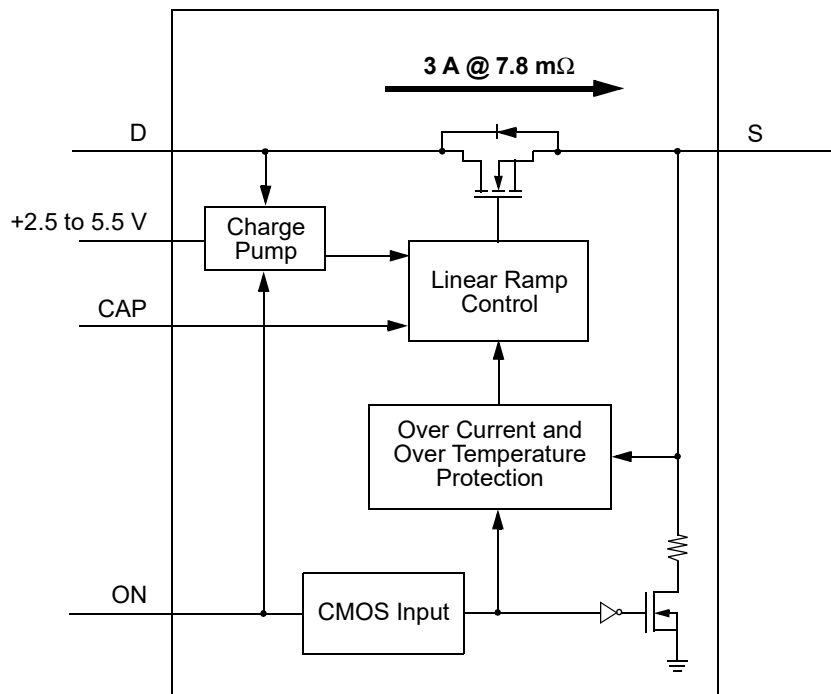 3 A @ 7.8 mΩ
D
S
+2.5 to 5.5 V
Charge
Pump
Linear Ramp
Control
CAP
Over Current and
Over Temperature
Protection
ON
CMOS Input